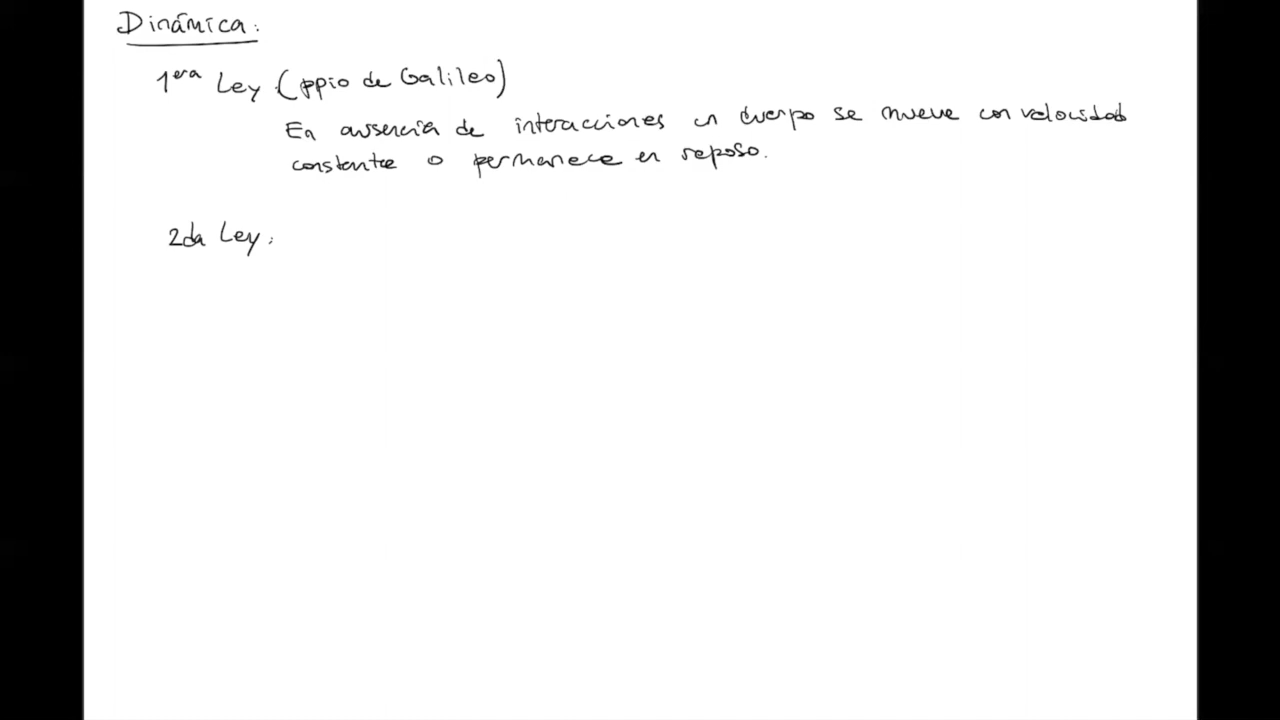 Dinámica:
1era Ley (ppio de Galileo)
En ausencia de interacciones un cuerpo se mueve con velocidad
constante o permanece en reposo.
2da Ley: